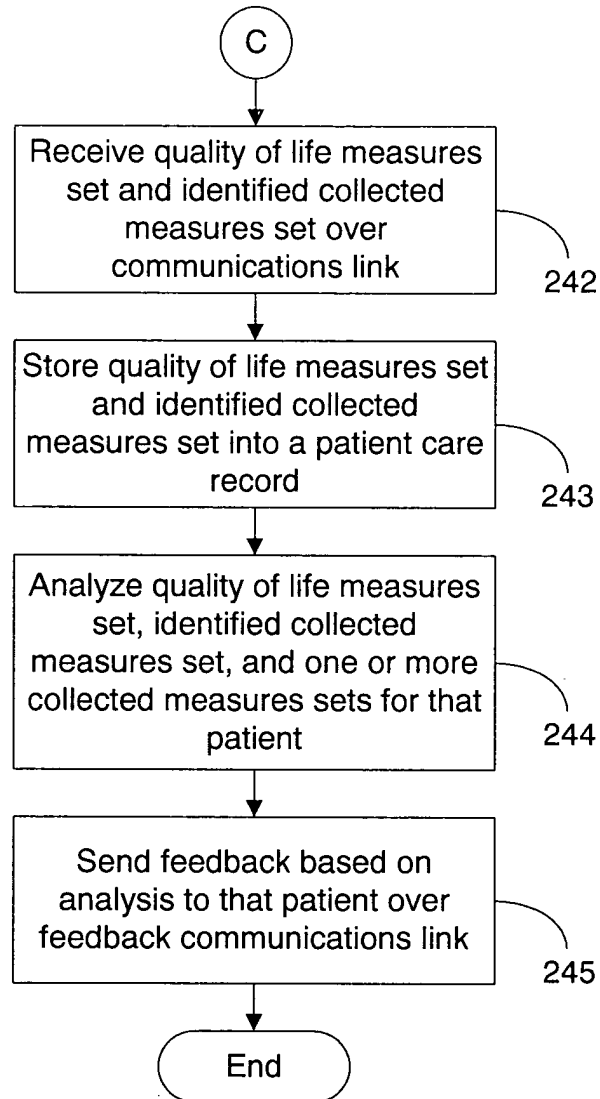 C
Receive quality of life measures
set and identified collected
measures set over
communications link
242
Store quality of life measures set
and identified collected
measures set into a patient care
record
243
Analyze quality of life measures
set, identified collected
measures set, and one or more
collected measures sets for that
patient
244
Send feedback based on
analysis to that patient over
feedback communications link
245
End